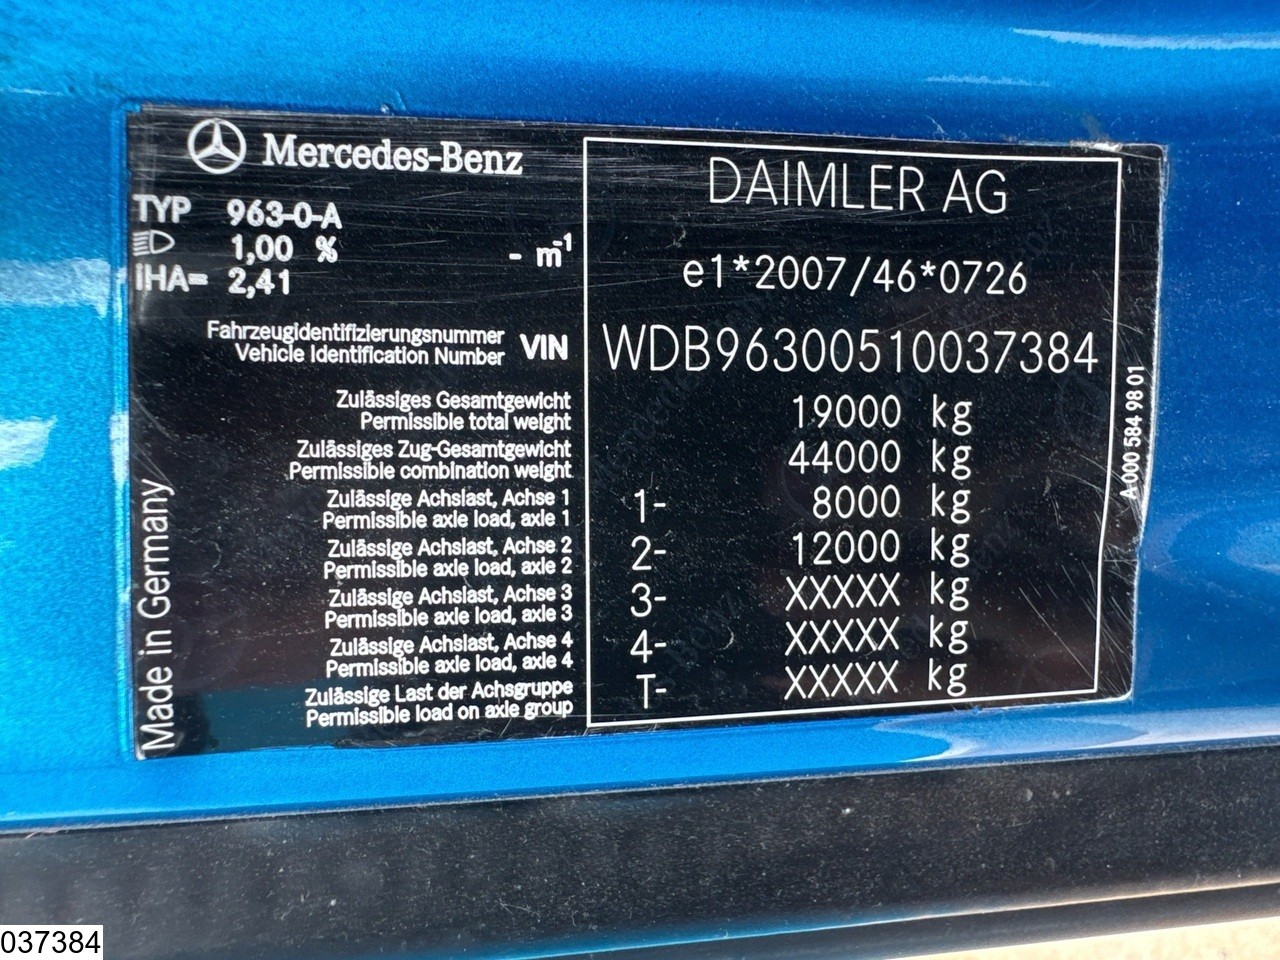 Mercedes-Benz
TYP 963-0-A
1,00 % - m-1
iHA= 2,41
Fahrzeugidentifizierungsnummer
Vehicle Identification Number VIN
Zulässiges Gesamtgewicht
Permissible total weight
Zulässiges Zug-Gesamtgewicht
Permissible combination weight
Zulässige Achslast, Achse 1
Permissible axle load, axle 1
Zulässige Achslast, Achse 2
Permissible axle load, axle 2
Zulässige Achslast, Achse 3
Permissible axle load, axle 3
Zulässige Achslast, Achse 4
Permissible axle load, axle 4
Zulässige Last der Achsgruppe
Permissible load on axle group
DAIMLER AG
e1*2007/46*0726
WDB96300510037384
19000 kg
44000 kg
1- 8000 kg
2- 12000 kg
3- XXXXX kg
4- XXXXX kg
T- XXXXX kg
Made in Germany
A 000 584 98 01
037384